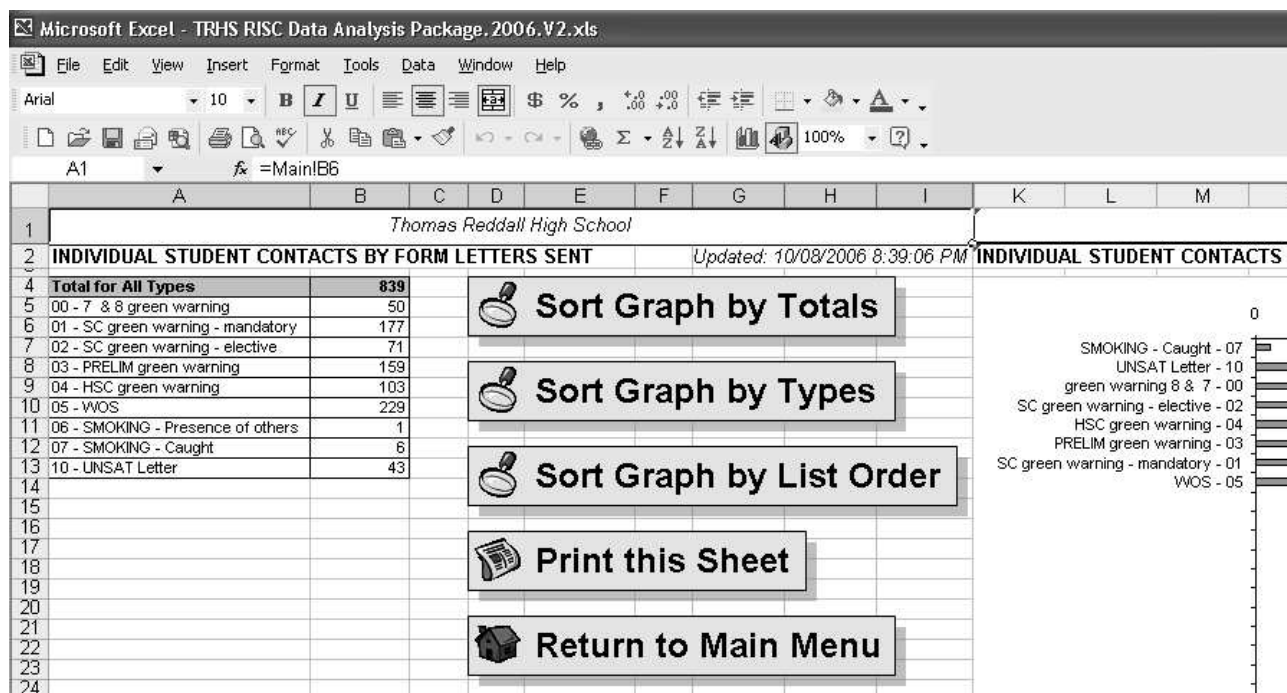 Microsoft Excel - TRHS RISC Data Analysis Package.2006.V2.xls
File Edit View Insert Format Tools Data Window Help
Arial 10 B I U $ % , +.0 .00 .00 +.0 A
ABC Σ A Z Z A 100% ?
A1 fx =Main!B6
A B C D E F G H I K L M
1 Thomas Reddall High School
2 INDIVIDUAL STUDENT CONTACTS BY FORM LETTERS SENT Updated: 10/08/2006 8:39:06 PM INDIVIDUAL STUDENT CONTACTS
4 Total for All Types 839
5 00 - 7 & 8 green warning 50
6 01 - SC green warning - mandatory 177
7 02 - SC green warning - elective 71
8 03 - PRELIM green warning 159
9 04 - HSC green warning 103
10 05 - WOS 229
11 06 - SMOKING - Presence of others 1
12 07 - SMOKING - Caught 6
13 10 - UNSAT Letter 43
14
15
16
17
18
19
20
21
22
23
24
Sort Graph by Totals
Sort Graph by Types
Sort Graph by List Order
Print this Sheet
Return to Main Menu
0
SMOKING - Caught - 07
UNSAT Letter - 10
green warning 8 & 7 - 00
SC green warning - elective - 02
HSC green warning - 04
PRELIM green warning - 03
SC green warning - mandatory - 01
WOS - 05